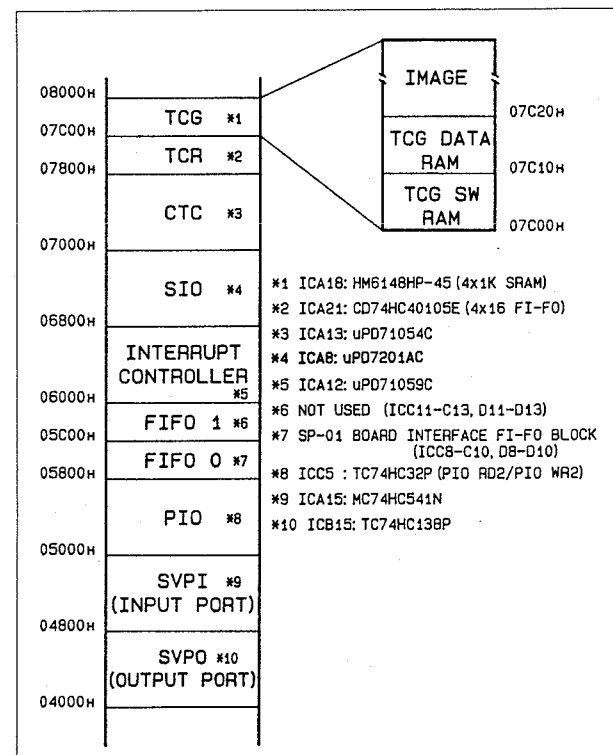 08000H
TCG *1
07C00H
TCR *2
07800H
CTC *3
07000H
SIO *4
06800H
INTERRUPT
CONTROLLER
*5
06000H
FIFO 1 *6
05C00H
FIFO 0 *7
05800H
PIO *8
05000H
SVPI *9
(INPUT PORT)
04800H
SVPO *10
(OUTPUT PORT)
04000H
IMAGE
07C20H
TCG DATA
RAM
07C10H
TCG SW
RAM
07C00H
*1 ICA18: HM6148HP-45 (4x1K SRAM)
*2 ICA21: CD74HC40105E (4x16 FI-FO)
*3 ICA13: uPD71054C
*4 ICA8: uPD7201AC
*5 ICA12: uPD71059C
*6 NOT USED (ICC11-C13, D11-D13)
*7 SP-01 BOARD INTERFACE FI-FO BLOCK
(ICC8-C10, D8-D10)
*8 ICC5 : TC74HC32P (PIO RD2/PIO WR2)
*9 ICA15: MC74HC541N
*10 ICB15: TC74HC138P